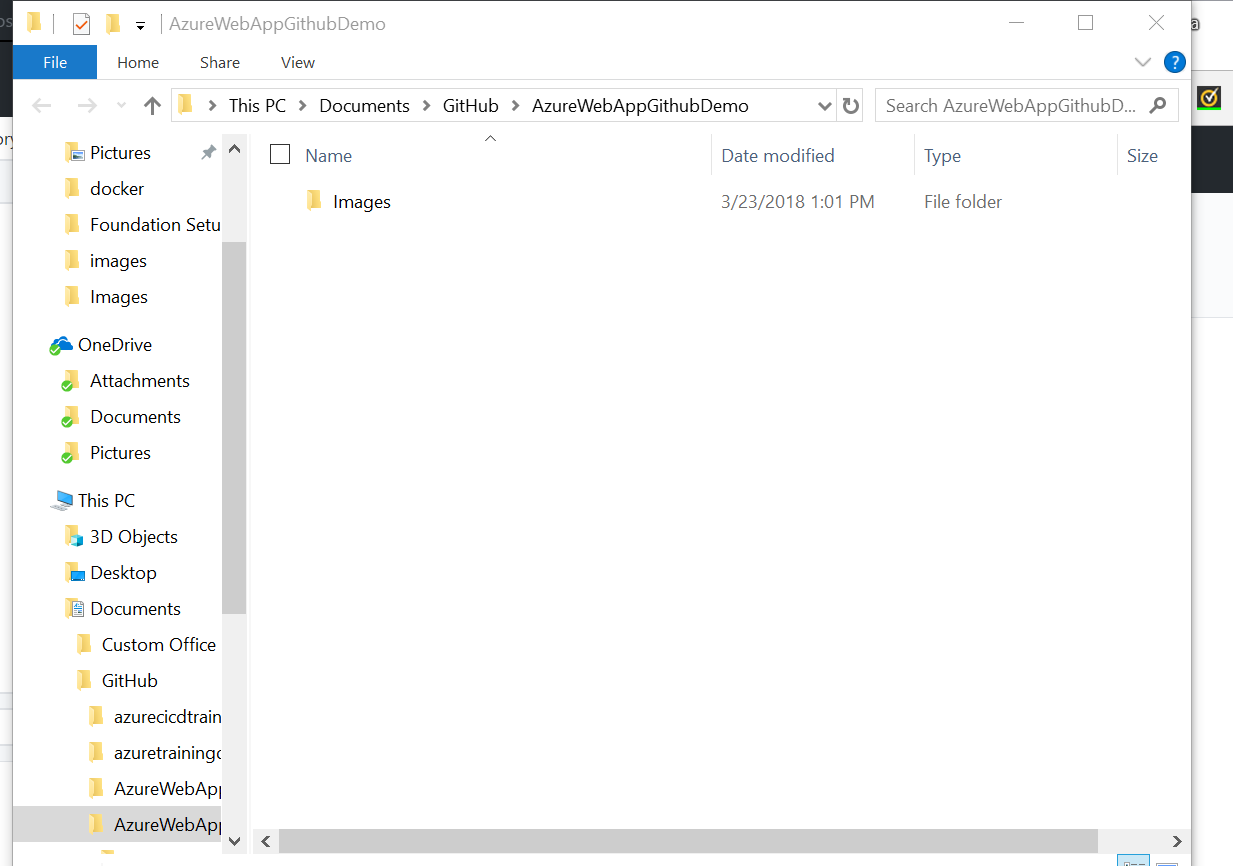 AzureWebAppGithubDemo
File Home Share View
?
This PC Documents GitHub AzureWebAppGithubDemo
Search AzureWebAppGithubD...
Name Date modified Type Size
Images 3/23/2018 1:01 PM File folder
Pictures
docker
Foundation Setu
images
Images
OneDrive
Attachments
Documents
Pictures
This PC
3D Objects
Desktop
Documents
Custom Office
GitHub
azurecicdtrain
azuretraining
AzureWebApp
AzureWebApp